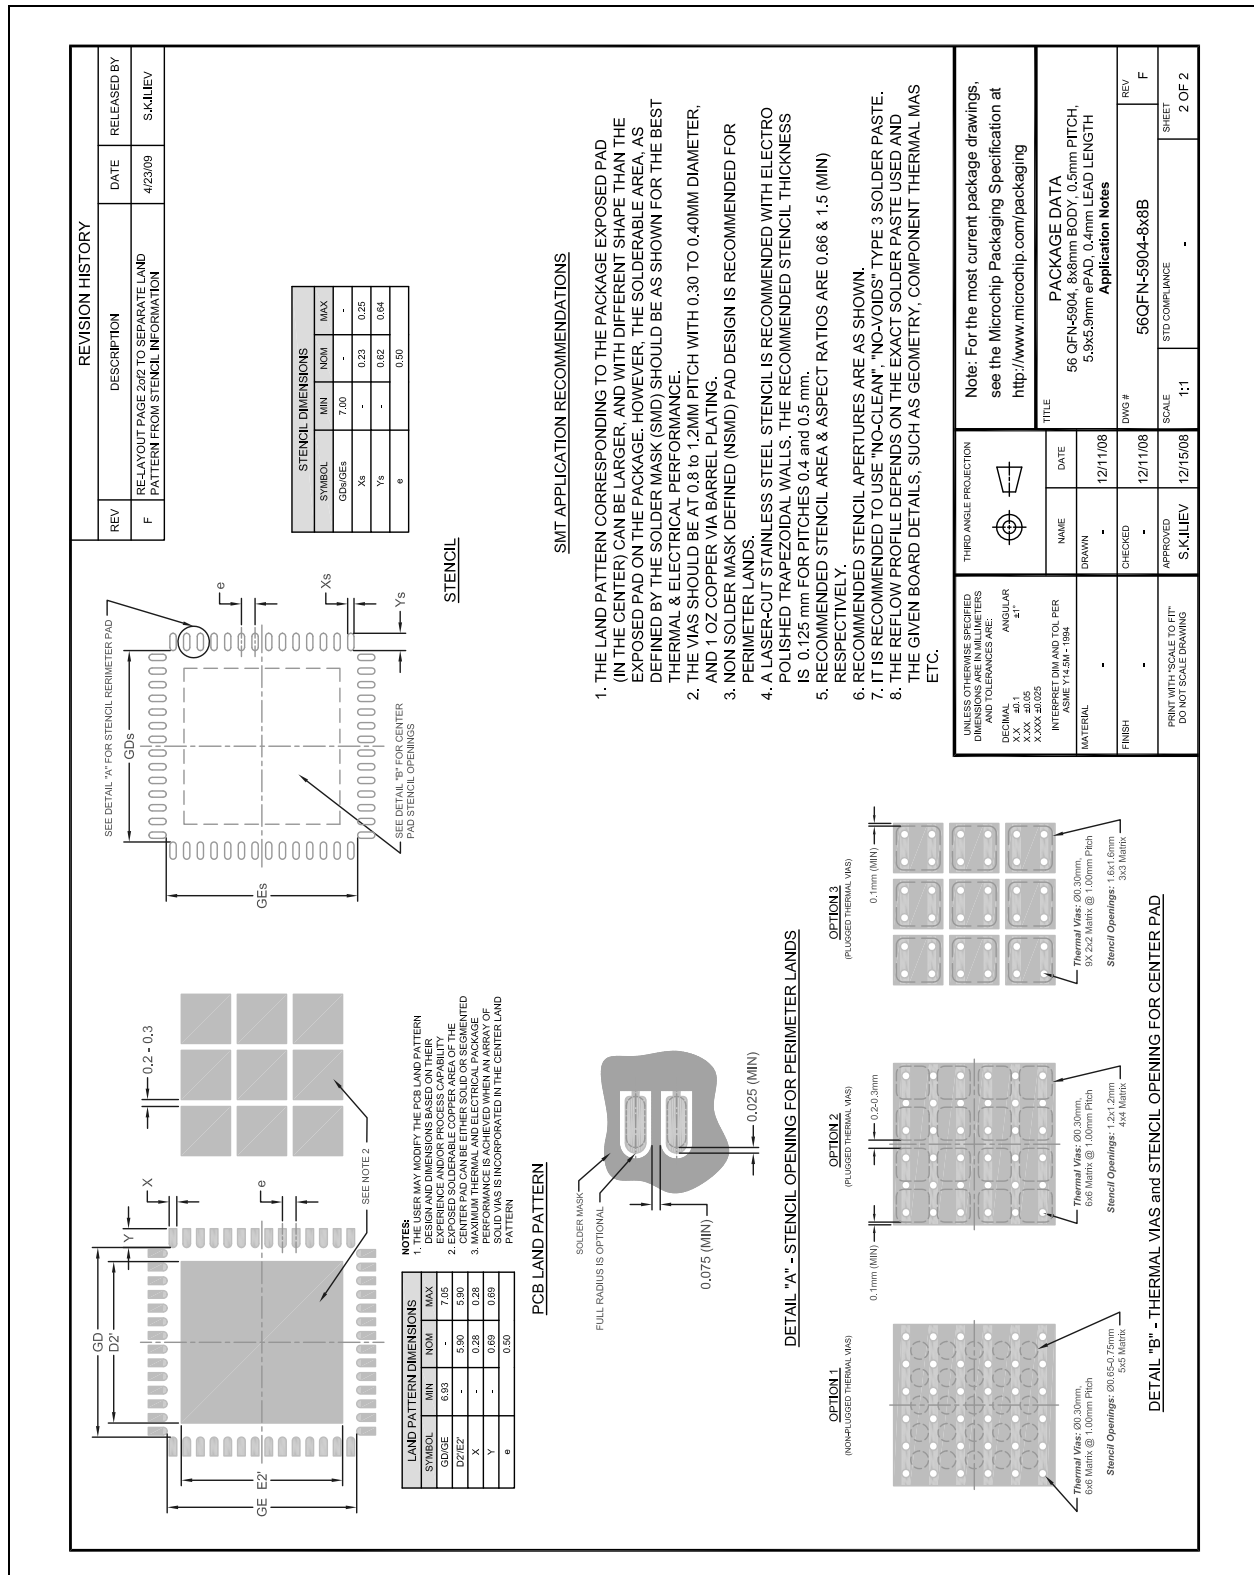 REVISION HISTORY
REV DESCRIPTION DATE RELEASED BY
F RE-LAYOUT PAGE 2of2 TO SEPARATE LAND PATTERN FROM STENCIL INFORMATION 4/23/09 S.K.ILIEV
GD
D2'
Y
X
e
GE
E2'
0.2 - 0.3
SEE NOTE 2
LAND PATTERN DIMENSIONS
SYMBOL MIN NOM MAX
GD/GE 6.93 - 7.05
D2'/E2' - 5.90 5.90
X - 0.28 0.28
Y - 0.69 0.69
e 0.50
NOTES:
1. THE USER MAY MODIFY THE PCB LAND PATTERN
DESIGN AND DIMENSIONS BASED ON THEIR
EXPERIENCE AND/OR PROCESS CAPABILITY
2. EXPOSED SOLDERABLE COPPER AREA OF THE
CENTER PAD CAN BE EITHER SOLID OR SEGMENTED
3. MAXIMUM THERMAL AND ELECTRICAL PACKAGE
PERFORMANCE IS ACHIEVED WHEN AN ARRAY OF
SOLID VIAS IS INCORPORATED IN THE CENTER LAND
PATTERN
PCB LAND PATTERN
SEE DETAIL "A" FOR STENCIL RERIMETER PAD
GDs
GEs
e
Xs
Ys
SEE DETAIL "B" FOR CENTER
PAD STENCIL OPENINGS
STENCIL
STENCIL DIMENSIONS
SYMBOL MIN NOM MAX
GDs/GEs 7.00 - -
Xs - 0.23 0.25
Ys - 0.62 0.64
e 0.50
SOLDER MASK
FULL RADIUS IS OPTIONAL
0.075 (MIN)
0.025 (MIN)
DETAIL "A" - STENCIL OPENING FOR PERIMETER LANDS
SMT APPLICATION RECOMMENDATIONS
1. THE LAND PATTERN CORRESPONDING TO THE PACKAGE EXPOSED PAD
(IN THE CENTER) CAN BE LARGER, AND WITH DIFFERENT SHAPE THAN THE
EXPOSED PAD ON THE PACKAGE. HOWEVER, THE SOLDERABLE AREA, AS
DEFINED BY THE SOLDER MASK (SMD) SHOULD BE AS SHOWN FOR THE BEST
THERMAL & ELECTRICAL PERFORMANCE.
2. THE VIAS SHOULD BE AT 0.8 to 1.2MM PITCH WITH 0.30 TO 0.40MM DIAMETER,
AND 1 OZ COPPER VIA BARREL PLATING.
3. NON SOLDER MASK DEFINED (NSMD) PAD DESIGN IS RECOMMENDED FOR
PERIMETER LANDS.
4. A LASER-CUT STAINLESS STEEL STENCIL IS RECOMMENDED WITH ELECTRO
POLISHED TRAPEZOIDAL WALLS. THE RECOMMENDED STENCIL THICKNESS
IS 0.125 mm FOR PITCHES 0.4 and 0.5 mm.
5. RECOMMENDED STENCIL AREA & ASPECT RATIOS ARE 0.66 & 1.5 (MIN)
RESPECTIVELY.
6. RECOMMENDED STENCIL APERTURES ARE AS SHOWN.
7. IT IS RECOMMENDED TO USE "NO-CLEAN", "NO-VOIDS" TYPE 3 SOLDER PASTE.
8. THE REFLOW PROFILE DEPENDS ON THE EXACT SOLDER PASTE USED AND
THE GIVEN BOARD DETAILS, SUCH AS GEOMETRY, COMPONENT THERMAL MAS
ETC.
OPTION 1
(NON-PLUGGED THERMAL VIAS)
Thermal Vias: Ø0.30mm,
6x6 Matrix @ 1.00mm Pitch
Stencil Openings: Ø0.65-0.75mm
5x5 Matrix
OPTION 2
(PLUGGED THERMAL VIAS)
0.1mm (MIN)
0.2-0.3mm
Thermal Vias: Ø0.30mm,
6x6 Matrix @ 1.00mm Pitch
Stencil Openings: 1.2x1.2mm
4x4 Matrix
OPTION 3
(PLUGGED THERMAL VIAS)
0.1mm (MIN)
Thermal Vias: Ø0.30mm,
9X 2x2 Matrix @ 1.00mm Pitch
Stencil Openings: 1.6x1.6mm
3x3 Matrix
DETAIL "B" - THERMAL VIAS and STENCIL OPENING FOR CENTER PAD
UNLESS OTHERWISE SPECIFIED
DIMENSIONS ARE IN MILLIMETERS
AND TOLERANCES ARE:
DECIMAL ANGULAR
X.X ±0.1 ±1°
X.XX ±0.05
X.XXX ±0.025
INTERPRET DIM AND TOL PER
ASME Y14.5M - 1994
MATERIAL
-
FINISH
-
PRINT WITH "SCALE TO FIT"
DO NOT SCALE DRAWING
THIRD ANGLE PROJECTION
NAME DATE
DRAWN
- 12/11/08
CHECKED
- 12/11/08
APPROVED
S.K.ILIEV 12/15/08
Note: For the most current package drawings,
see the Microchip Packaging Specification at
http://www.microchip.com/packaging
TITLE
PACKAGE DATA
56 QFN-5904, 8x8mm BODY, 0.5mm PITCH,
5.9x5.9mm ePAD, 0.4mm LEAD LENGTH
Application Notes
DWG #
56QFN-5904-8x8B
REV
F
SCALE
1:1
STD COMPLIANCE
-
SHEET
2 OF 2